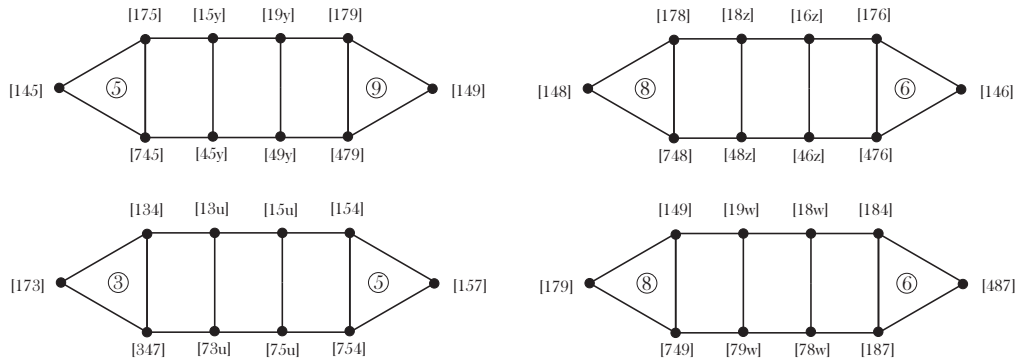 [175] [15y] [19y] [179] [178] [18z] [16z] [176]
[145] ⑤ ⑨ [149] [148] ⑧ ⑥ [146]
[745] [45y] [49y] [479] [748] [48z] [46z] [476]
[134] [13u] [15u] [154] [149] [19w] [18w] [184]
[173] ③ ⑤ [157] [179] ⑧ ⑥ [487]
[347] [73u] [75u] [754] [749] [79w] [78w] [187]